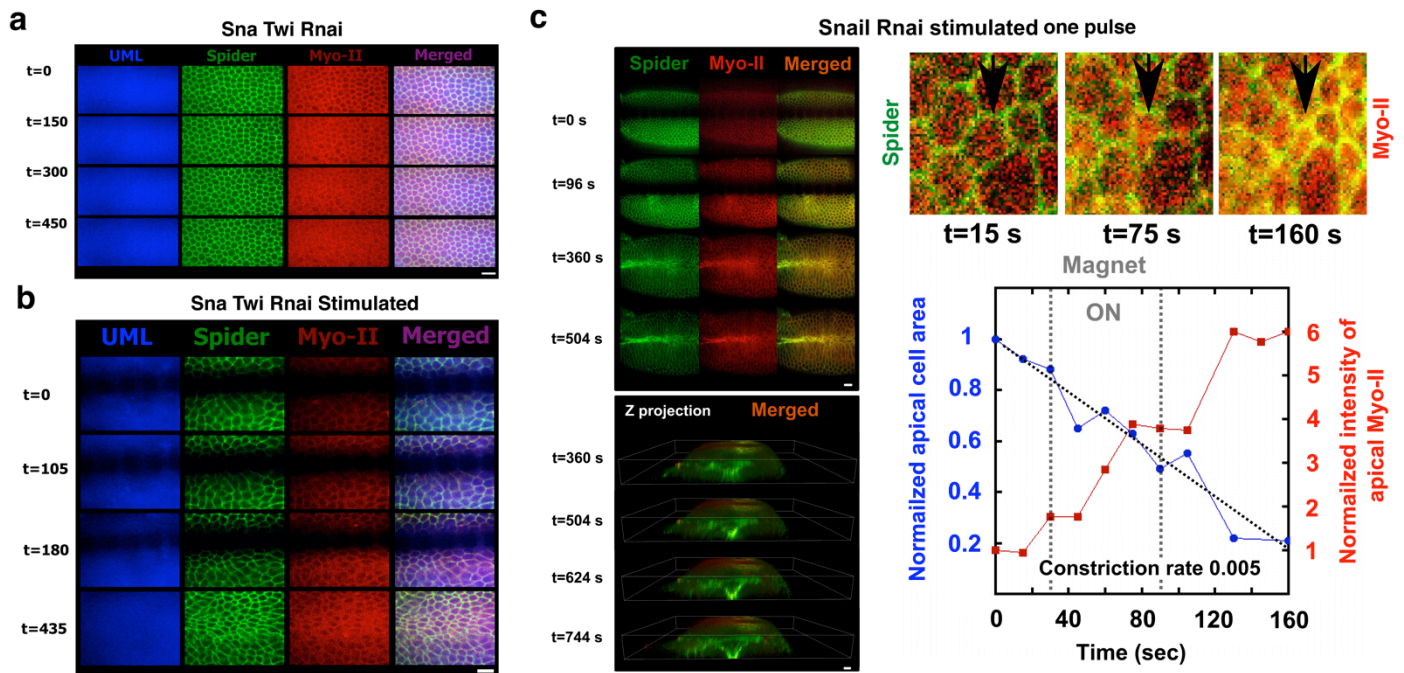 a
Sna Twi Rnai
UML Spider Myo-II Merged
t=0
t=150
t=300
t=450
b
Sna Twi Rnai Stimulated
UML Spider Myo-II Merged
t=0
t=105
t=180
t=435
c
Snail Rnai stimulated one pulse
Spider Myo-II Merged
t=0 s
t=96 s
t=360 s
t=504 s
Z projection Merged
t=360 s
t=504 s
t=624 s
t=744 s
Spider
Myo-II
t=15 s t=75 s t=160 s
Magnet
ON
Normailzed apical cell area
1
0.8
0.6
0.4
0.2
Normailzed intensity of
apical Myo-II
6
5
4
3
2
1
Constriction rate 0.005
0 40 80 120 160
Time (sec)